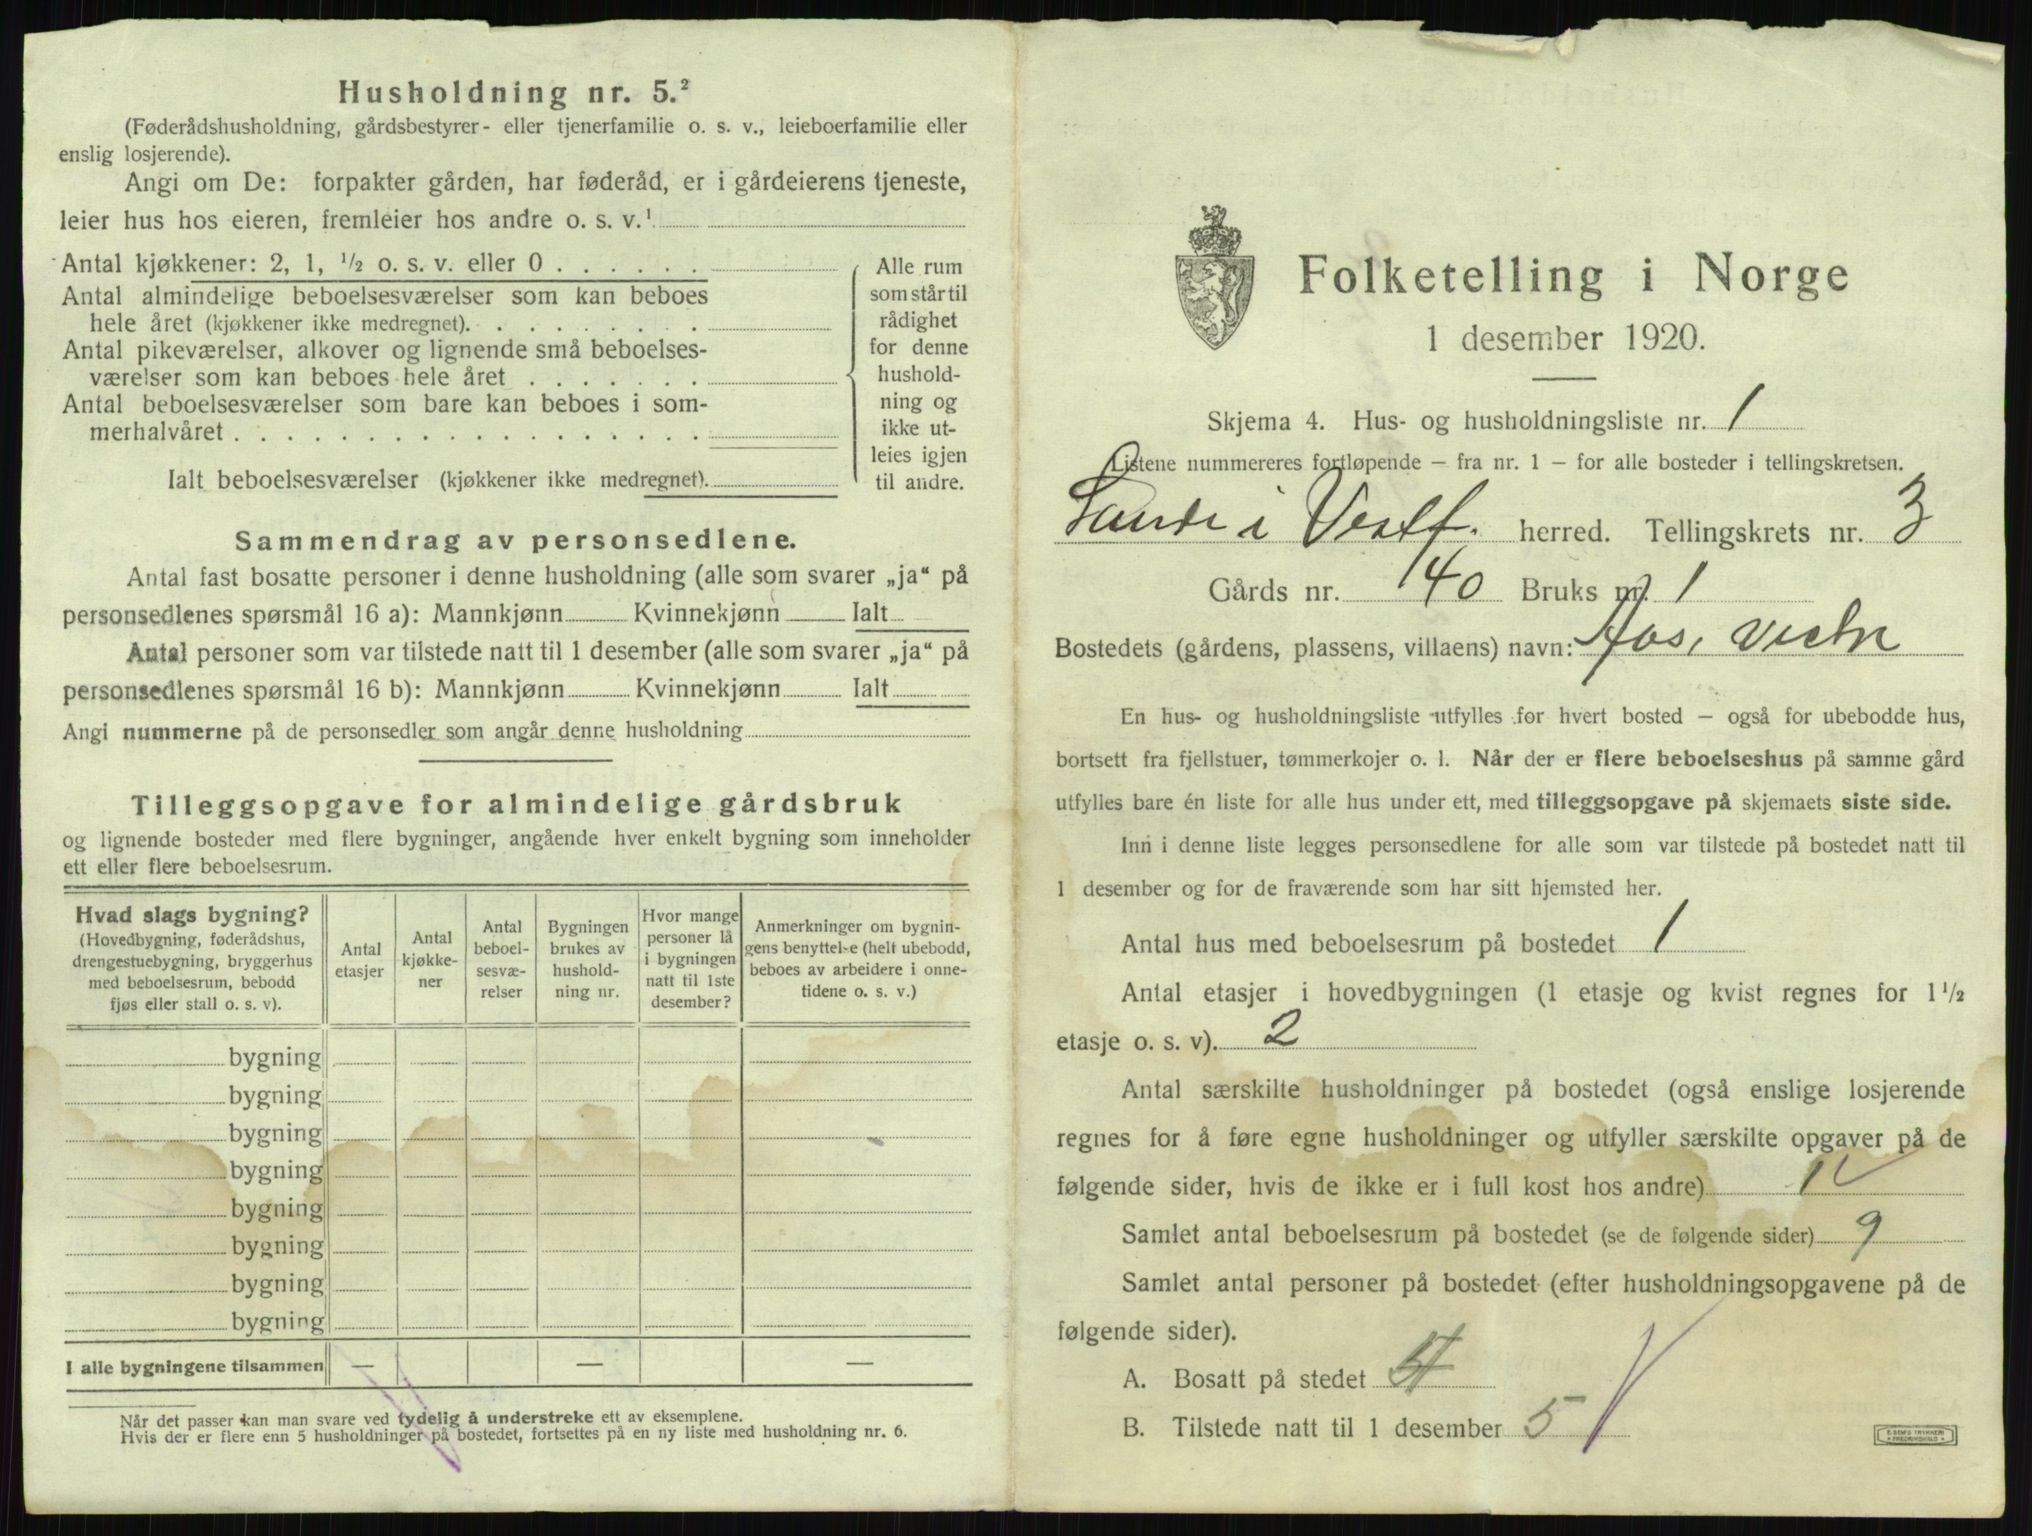 Husholdning nr. 5.²
(Føderådshusholdning, gårdsbestyrer- eller tjenerfamilie o. s. v., leieboerfamilie eller
enslig losjerende).
Angi om De: forpakter gården, har føderåd, er i gårdeierens tjeneste,
leier hus hos eieren, fremleier hos andre o. s. v.¹
Antal kjøkkener: 2, 1, ½ o. s. v. eller 0 . . . . . .
Antal almindelige beboelsesværelser som kan beboes
hele året (kjøkkener ikke medregnet). . . . . . . . .
Antal pikeværelser, alkover og lignende små beboelses-
værelser som kan beboes hele året . . . . . . .
Antal beboelsesværelser som bare kan beboes i som-
merhalvåret . . . . . . . . . . . . . . . . .
Ialt beboelsesværelser (kjøkkener ikke medregnet).
Alle rum
som står til
rådighet
for denne
hushold-
ning og
ikke ut-
leies igjen
til andre.
Sammendrag av personsedlene.
Antal fast bosatte personer i denne husholdning (alle som svarer „ja“ på
personsedlenes spørsmål 16 a): Mannkjønn Kvinnekjønn Ialt
Antal personer som var tilstede natt til 1 desember (alle som svarer „ja“ på
personsedlenes spørsmål 16 b): Mannkjønn Kvinnekjønn Ialt
Angi nummerne på de personsedler som angår denne husholdning
Tilleggsopgave for almindelige gårdsbruk
og lignende bosteder med flere bygninger, angående hver enkelt bygning som inneholder
ett eller flere beboelsesrum.
Hvad slags bygning?
(Hovedbygning, føderådshus,
drengestuebygning, bryggerhus
med beboelsesrum, bebodd
fjøs eller stall o. s. v).
Antal
etasjer
Antal
kjøkke-
ner
Antal
beboel-
sesvæ-
relser
Bygningen
brukes av
hushold-
ning nr.
Hvor mange
personer lå
i bygningen
natt til 1ste
desember?
Anmerkninger om bygnin-
gens benyttelse (helt ubebodd,
beboes av arbeidere i onne-
tidene o. s. v.)
bygning
bygning
bygning
bygning
bygning
bygning
bygning
bygning
I alle bygningene tilsammen — — —
Når det passer kan man svare ved tydelig å understreke ett av eksemplene.
Hvis der er flere enn 5 husholdninger på bostedet, fortsettes på en ny liste med husholdning nr. 6.
Folketelling i Norge
1 desember 1920.
Skjema 4. Hus- og husholdningsliste nr. 1
Listene nummereres fortløpende – fra nr. 1 – for alle bosteder i tellingskretsen.
Sande i Vestf. herred. Tellingskrets nr. 3
Gårds nr. 140 Bruks nr. 1
Bostedets (gårdens, plassens, villaens) navn: Aos, vestre
En hus- og husholdningsliste utfylles for hvert bosted – også for ubebodde hus,
bortsett fra fjellstuer, tømmerkojer o. l. Når der er flere beboelseshus på samme gård
utfylles bare én liste for alle hus under ett, med tilleggsopgave på skjemaets siste side.
Inn i denne liste legges personsedlene for alle som var tilstede på bostedet natt til
1 desember og for de fraværende som har sitt hjemsted her.
Antal hus med beboelsesrum på bostedet 1
Antal etasjer i hovedbygningen (1 etasje og kvist regnes for 1½
etasje o. s. v). 2
Antal særskilte husholdninger på bostedet (også enslige losjerende
regnes for å føre egne husholdninger og utfyller særskilte opgaver på de
følgende sider, hvis de ikke er i full kost hos andre) 1
Samlet antal beboelsesrum på bostedet (se de følgende sider) 9
Samlet antal personer på bostedet (efter husholdningsopgavene på de
følgende sider).
A. Bosatt på stedet
B. Tilstede natt til 1 desember 5